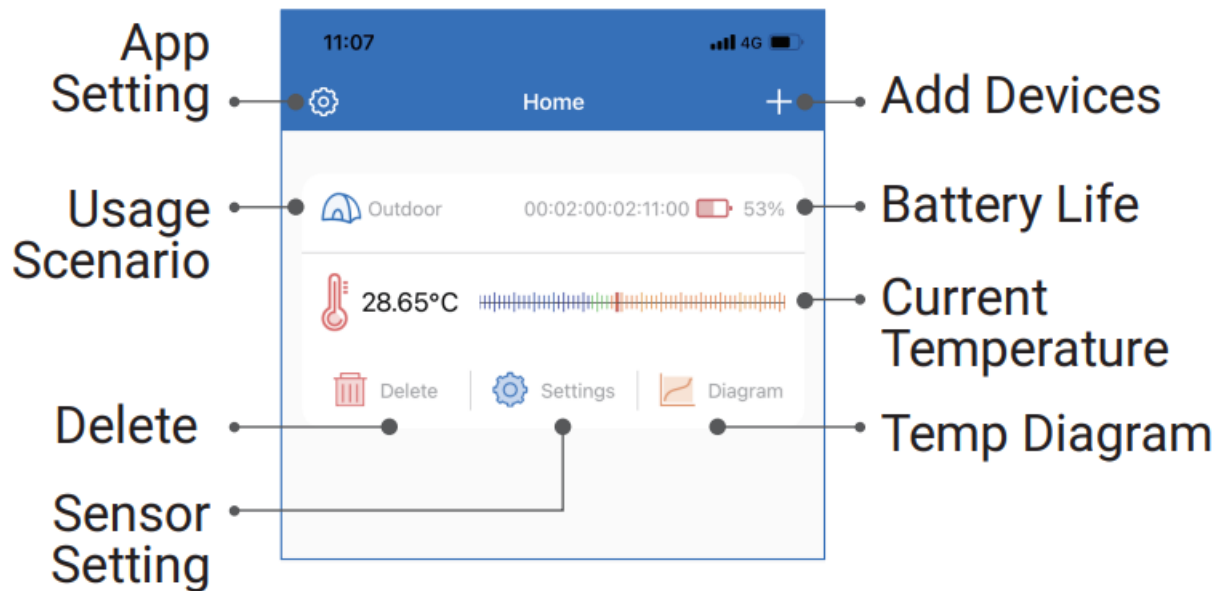 App
Setting
11:07
4G
Home
Add Devices
Usage
Scenario
Outdoor
00:02:00:02:11:00
53%
Battery Life
28.65°C
Current
Temperature
Delete
Settings
Diagram
Delete
Temp Diagram
Sensor
Setting